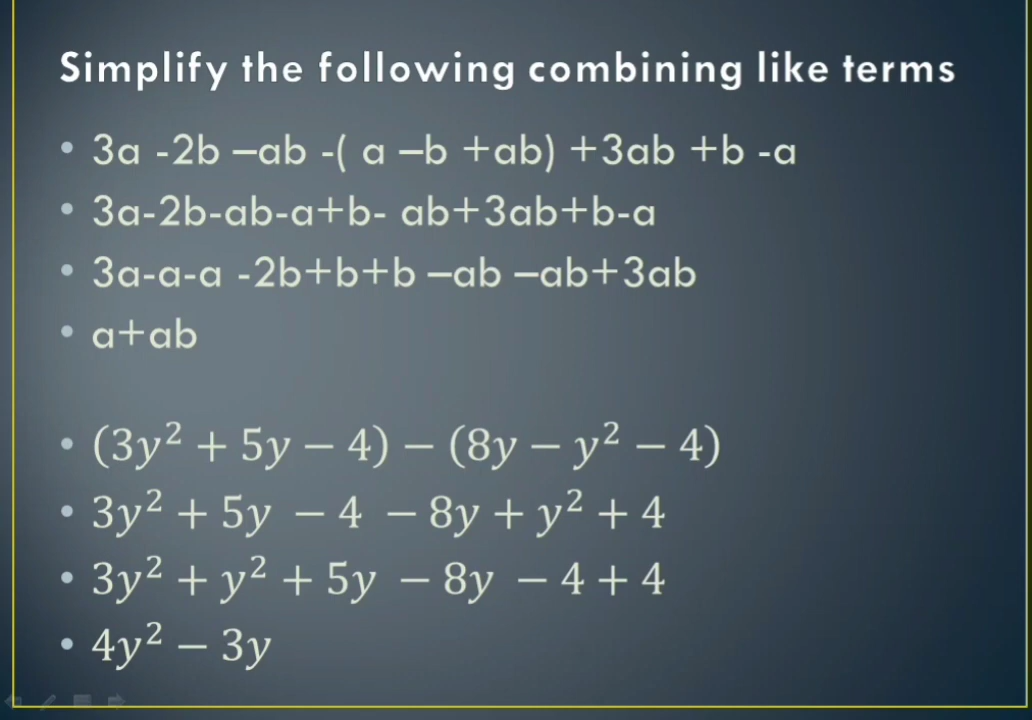 Simplify the following combining like terms
• 3a -2b –ab -( a –b +ab) +3ab +b -a
• 3a-2b-ab-a+b- ab+3ab+b-a
• 3a-a-a -2b+b+b –ab –ab+3ab
• a+ab
• (3y² + 5y − 4) − (8y − y² − 4)
• 3y² + 5y − 4 − 8y + y² + 4
• 3y² + y² + 5y − 8y − 4 + 4
• 4y² − 3y